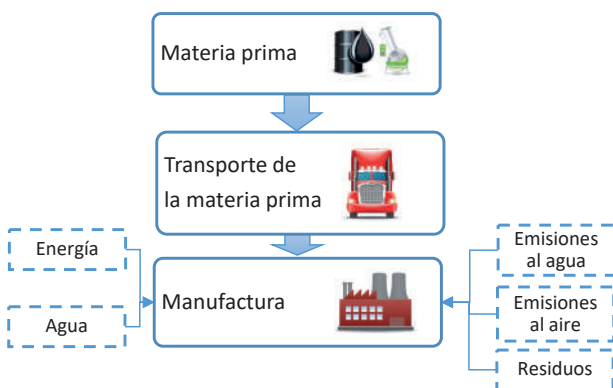 Materia prima
Transporte de
la materia prima
Energía
Agua
Manufactura
Emisiones
al agua
Emisiones
al aire
Residuos